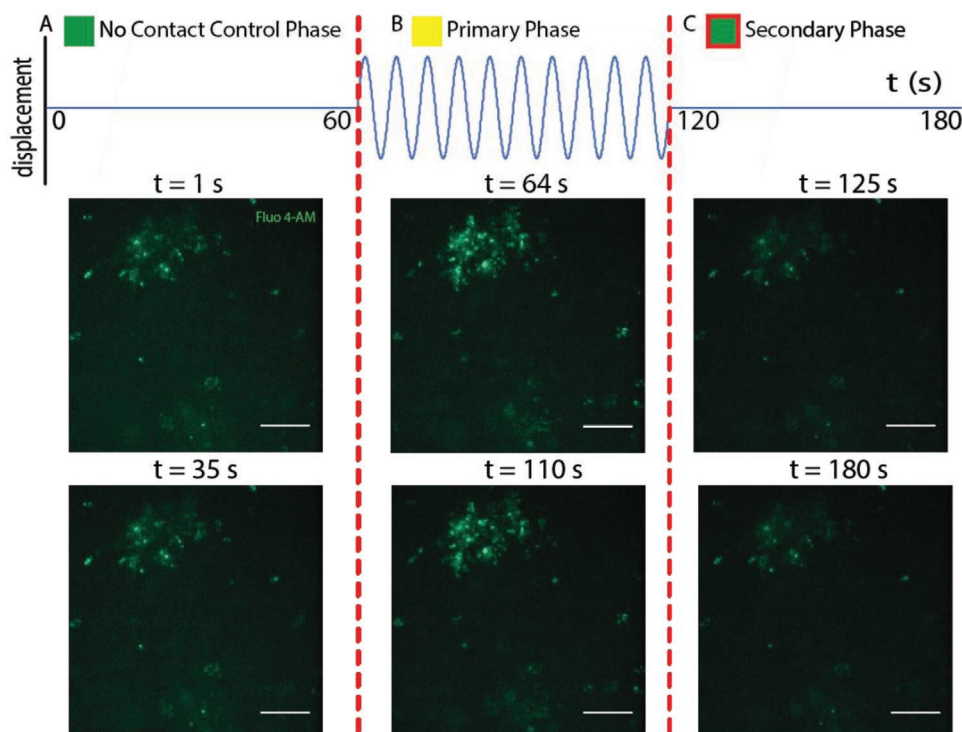 A No Contact Control Phase
B Primary Phase
C Secondary Phase
displacement
t (s)
0
60
120
180
t = 1 s
t = 64 s
t = 125 s
Fluo 4-AM
t = 35 s
t = 110 s
t = 180 s